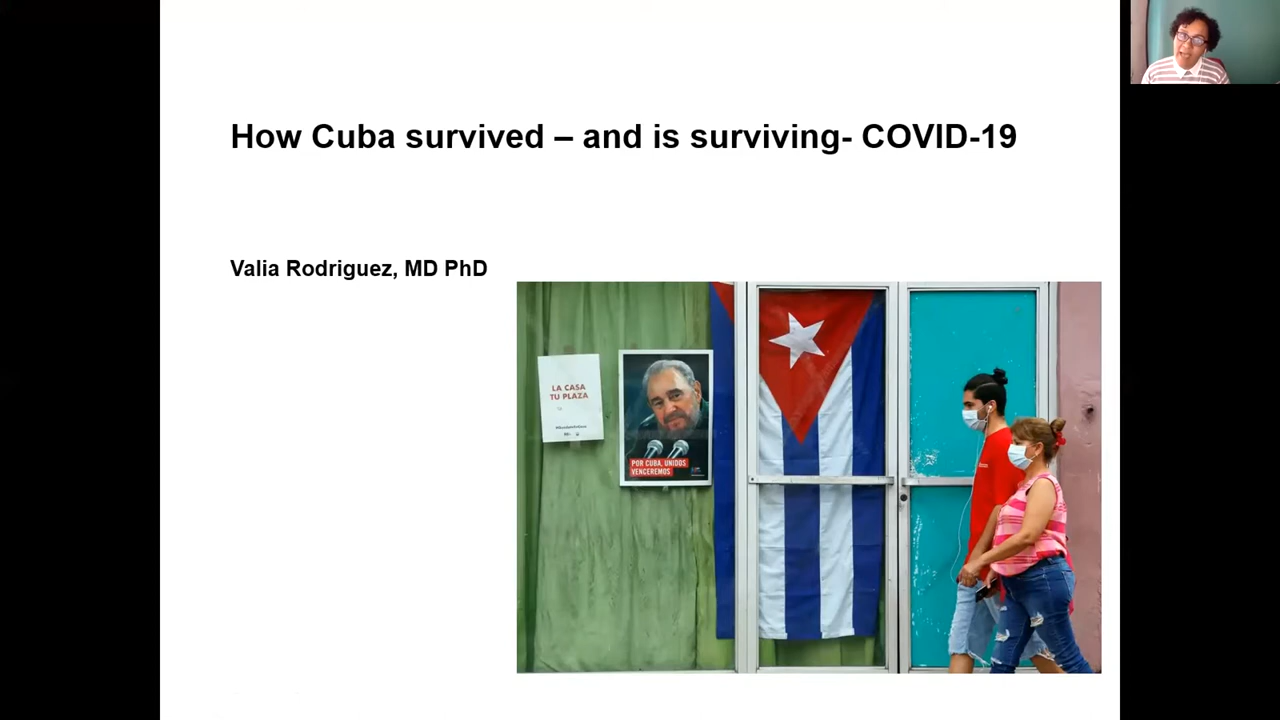 How Cuba survived – and is surviving- COVID-19
Valia Rodriguez, MD PhD
LA CASA
TU PLAZA
POR CUBA, UNIDOS
VENCEREMOS